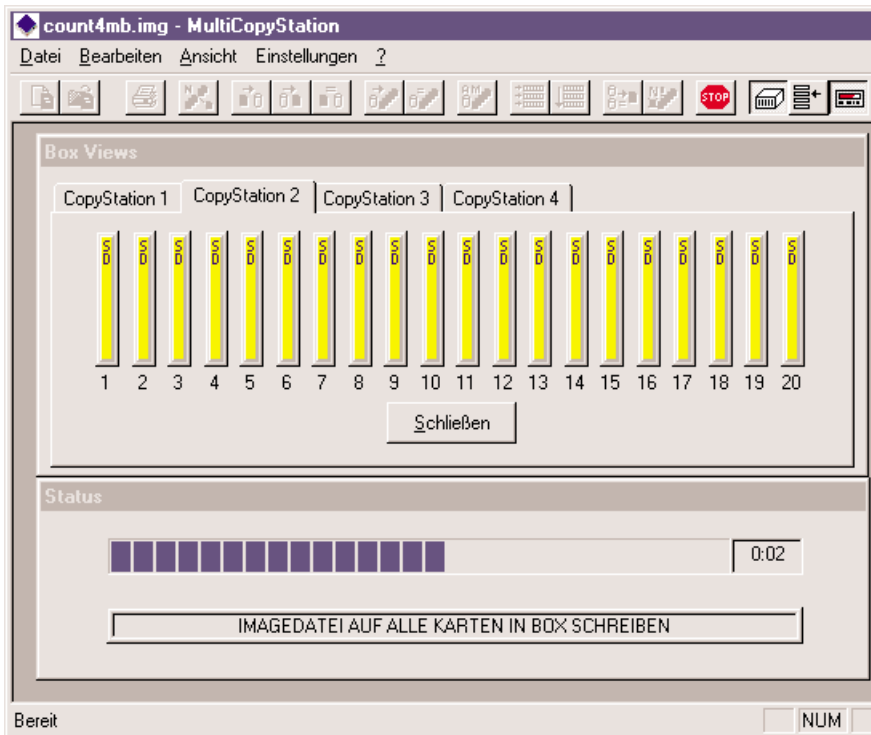 count4mb.img - MultiCopyStation
Datei Bearbeiten Ansicht Einstellungen ?
STOP
Box Views
CopyStation 1 CopyStation 2 CopyStation 3 CopyStation 4
SD SD SD SD SD SD SD SD SD SD SD SD SD SD SD SD SD SD SD SD
1 2 3 4 5 6 7 8 9 10 11 12 13 14 15 16 17 18 19 20
Schließen
Status
0:02
IMAGEDATEI AUF ALLE KARTEN IN BOX SCHREIBEN
Bereit NUM